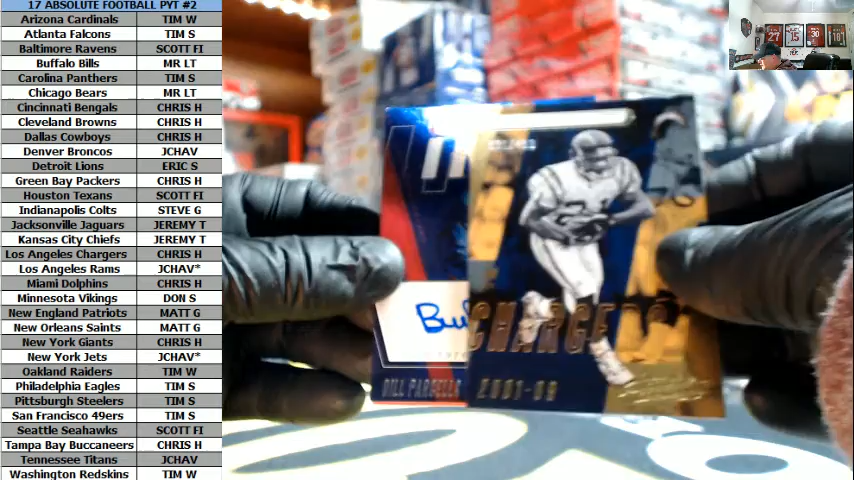 17 ABSOLUTE FOOTBALL PYT #2
Arizona Cardinals TIM W
Atlanta Falcons TIM S
Baltimore Ravens SCOTT FI
Buffalo Bills MR LT
Carolina Panthers TIM S
Chicago Bears MR LT
Cincinnati Bengals CHRIS H
Cleveland Browns CHRIS H
Dallas Cowboys CHRIS H
Denver Broncos JCHAV
Detroit Lions ERIC S
Green Bay Packers CHRIS H
Houston Texans SCOTT FI
Indianapolis Colts STEVE G
Jacksonville Jaguars JEREMY T
Kansas City Chiefs JEREMY T
Los Angeles Chargers CHRIS H
Los Angeles Rams JCHAV*
Miami Dolphins CHRIS H
Minnesota Vikings DON S
New England Patriots MATT G
New Orleans Saints MATT G
New York Giants CHRIS H
New York Jets JCHAV*
Oakland Raiders TIM W
Philadelphia Eagles TIM S
Pittsburgh Steelers TIM S
San Francisco 49ers TIM S
Seattle Seahawks SCOTT FI
Tampa Bay Buccaneers CHRIS H
Tennessee Titans JCHAV
Washington Redskins TIM W
BILL PARCELLS
2001-09
27
15
30